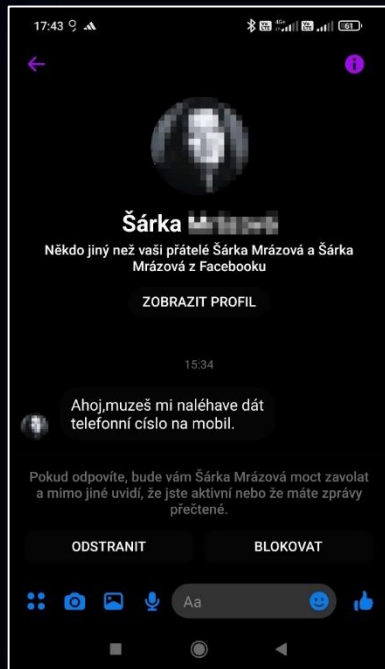 17:43
4G+
61
Šárka
Někdo jiný než vaši přátelé Šárka Mrázová a Šárka
Mrázová z Facebooku
ZOBRAZIT PROFIL
15:34
Ahoj,muzeš mi naléhave dát
telefonní císlo na mobil.
Pokud odpovíte, bude vám Šárka Mrázová moct zavolat
a mimo jiné uvidí, že jste aktivní nebo že máte zprávy
přečtené.
ODSTRANIT
BLOKOVAT
Aa